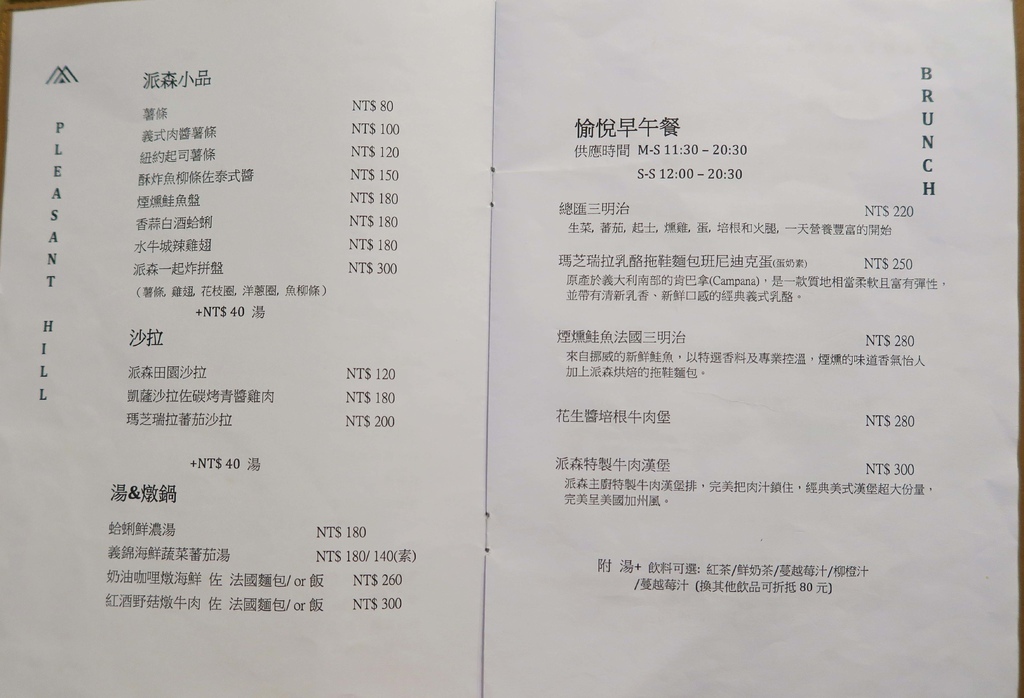 PLEASANT HILL
派森小品
薯條 NT$ 80
義式肉醬薯條 NT$ 100
紐約起司薯條 NT$ 120
酥炸魚柳條佐泰式醬 NT$ 150
煙燻鮭魚盤 NT$ 180
香蒜白酒蛤蜊 NT$ 180
水牛城辣雞翅 NT$ 180
派森一起炸拼盤 NT$ 300
(薯條, 雞翅, 花枝圈, 洋蔥圈, 魚柳條)
+NT$ 40 湯
沙拉
派森田園沙拉 NT$ 120
凱薩沙拉佐碳烤青醬雞肉 NT$ 180
瑪芝瑞拉蕃茄沙拉 NT$ 200
+NT$ 40 湯
湯&燉鍋
蛤蜊鮮濃湯 NT$ 180
義錦海鮮蔬菜蕃茄湯 NT$ 180/ 140(素)
奶油咖哩燉海鮮 佐 法國麵包/ or 飯 NT$ 260
紅酒野菇燉牛肉 佐 法國麵包/ or 飯 NT$ 300
BRUNCH
愉悅早午餐
供應時間 M-S 11:30 – 20:30
S-S 12:00 – 20:30
總匯三明治 NT$ 220
生菜, 蕃茄, 起士, 燻雞, 蛋, 培根和火腿, 一天營養豐富的開始
瑪芝瑞拉乳酪拖鞋麵包班尼迪克蛋(蛋奶素) NT$ 250
原產於義大利南部的肯巴拿(Campana)，是一款質地相當柔軟且富有彈性，
並帶有清新乳香、新鮮口感的經典義式乳酪。
煙燻鮭魚法國三明治 NT$ 280
來自挪威的新鮮鮭魚，以特選香料及專業控溫，煙燻的味道香氣怡人
加上派森烘焙的拖鞋麵包。
花生醬培根牛肉堡 NT$ 280
派森特製牛肉漢堡 NT$ 300
派森主廚特製牛肉漢堡排，完美把肉汁鎖住，經典美式漢堡超大份量，
完美呈美國加州風。
附 湯+ 飲料可選: 紅茶/鮮奶茶/蔓越莓汁/柳橙汁
/蔓越莓汁 (換其他飲品可折抵 80 元)